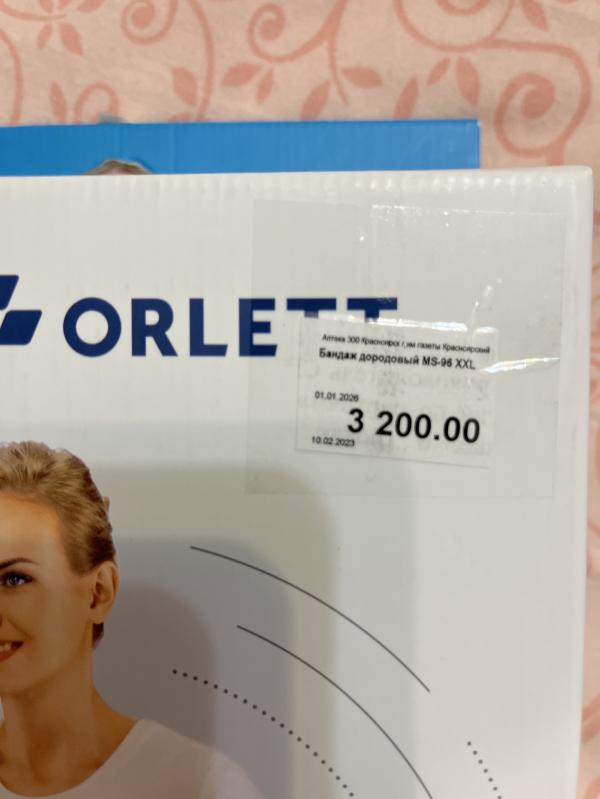 ORLETT
Аптека 300 Красноярск г,им газеты Красноярский
Бандаж дородовый MS-96 XXL
01.01.2026
3 200.00
10.02.2023